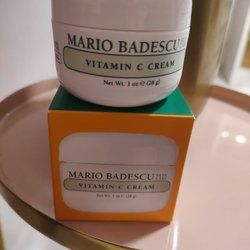 MARIO BADESCU
VITAMIN C CREAM
Net Wt. 1 oz (28 g)
MARIO BADESCU
VITAMIN C CREAM
Net Wt. 1 oz (28 g)